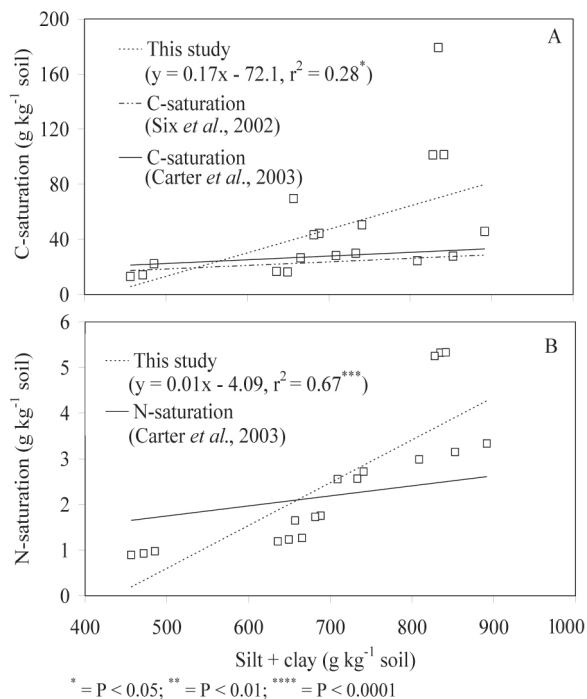 200
160
120
80
40
0
C-saturation (g kg⁻¹ soil)
A
This study
(y = 0.17x - 72.1, r² = 0.28*)
C-saturation
(Six et al., 2002)
C-saturation
(Carter et al., 2003)
6
5
4
3
2
1
0
N-saturation (g kg⁻¹ soil)
B
This study
(y = 0.01x - 4.09, r² = 0.67***)
N-saturation
(Carter et al., 2003)
400 500 600 700 800 900 1000
Silt + clay (g kg⁻¹ soil)
* = P < 0.05; ** = P < 0.01; **** = P < 0.0001